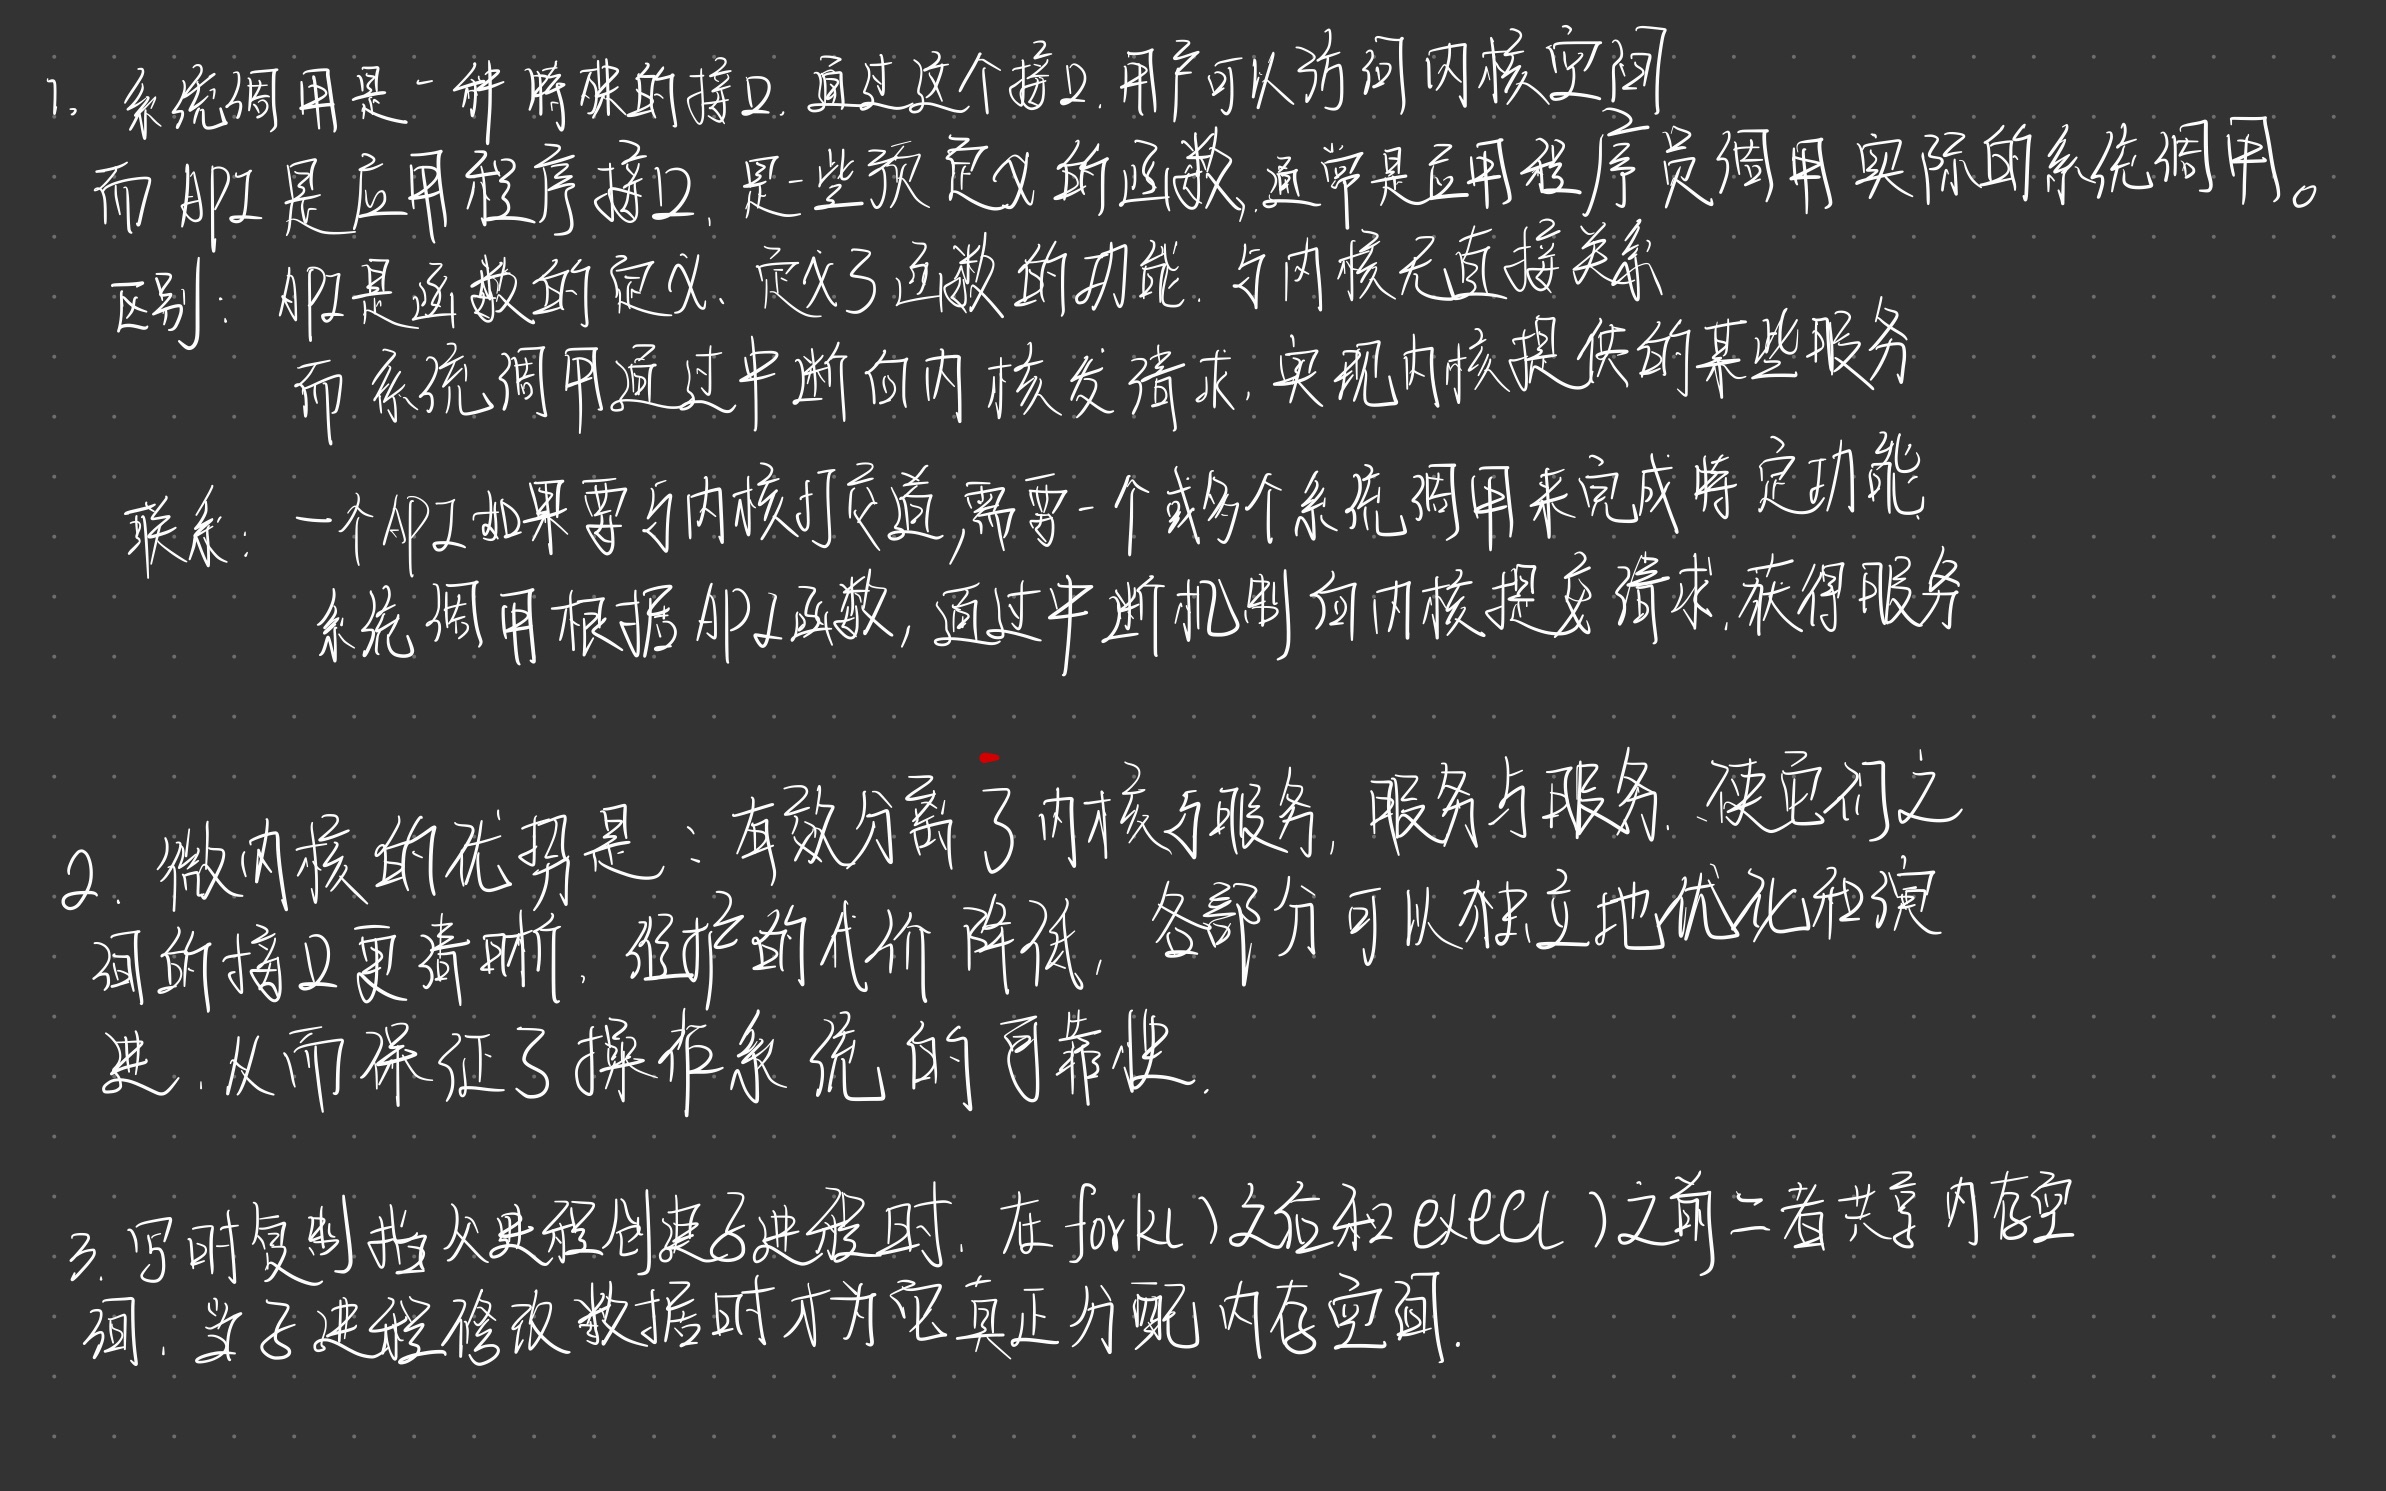 1. 系统调用是一种特殊的接口,通过这个接口,用户可以访问内核空间
而API是应用程序接口,是一些预定义的函数,通常是应用程序员调用实际的系统调用。
区别: API是函数的定义、定义了函数的功能,与内核无直接关系
而系统调用通过中断向内核发请求,实现内核提供的某些服务
联系: 一个API如果要与内核打交道,需要一个或多个系统调用来完成特定功能
系统调用根据API函数,通过中断机制向内核提交请求,获得服务
2. 微内核的优势是:有效分离了内核与服务,服务与服务.使它们之
间的接口更清晰,维护的代价降低,各部分可以独立地优化和演
进,从而保证了操作系统的可靠性.
3. 写时复制指父进程创建子进程时.在fork()之后和exec()之前二者共享内存空
间.当子进程修改数据时才为它真正分配内存空间.